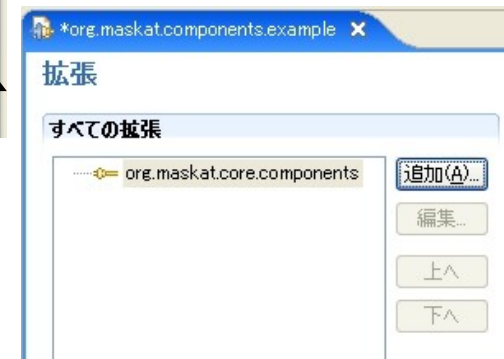 *org.maskat.components.example
拡張
すべての拡張
org.maskat.core.components
追加(A)...
編集...
上へ
下へ